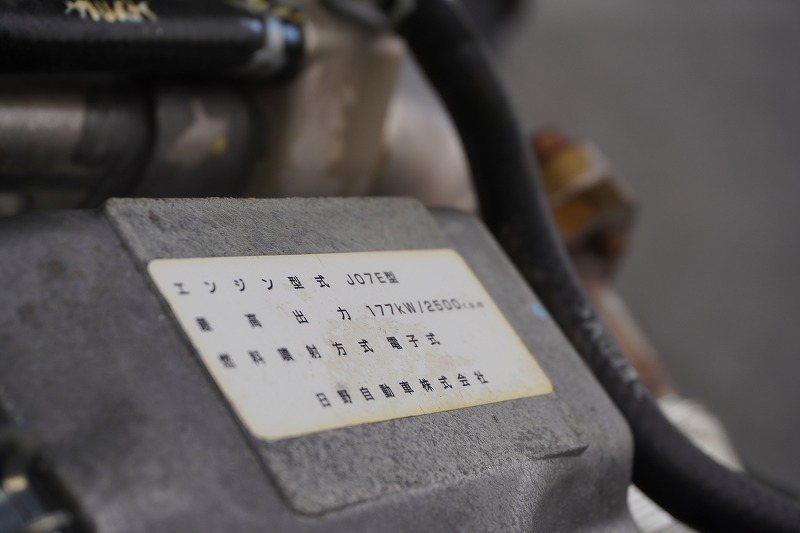 エンジン型式 J07E型
最高出力 177kW/2500r.p.m
燃料噴射方式 電子式
日野自動車株式会社